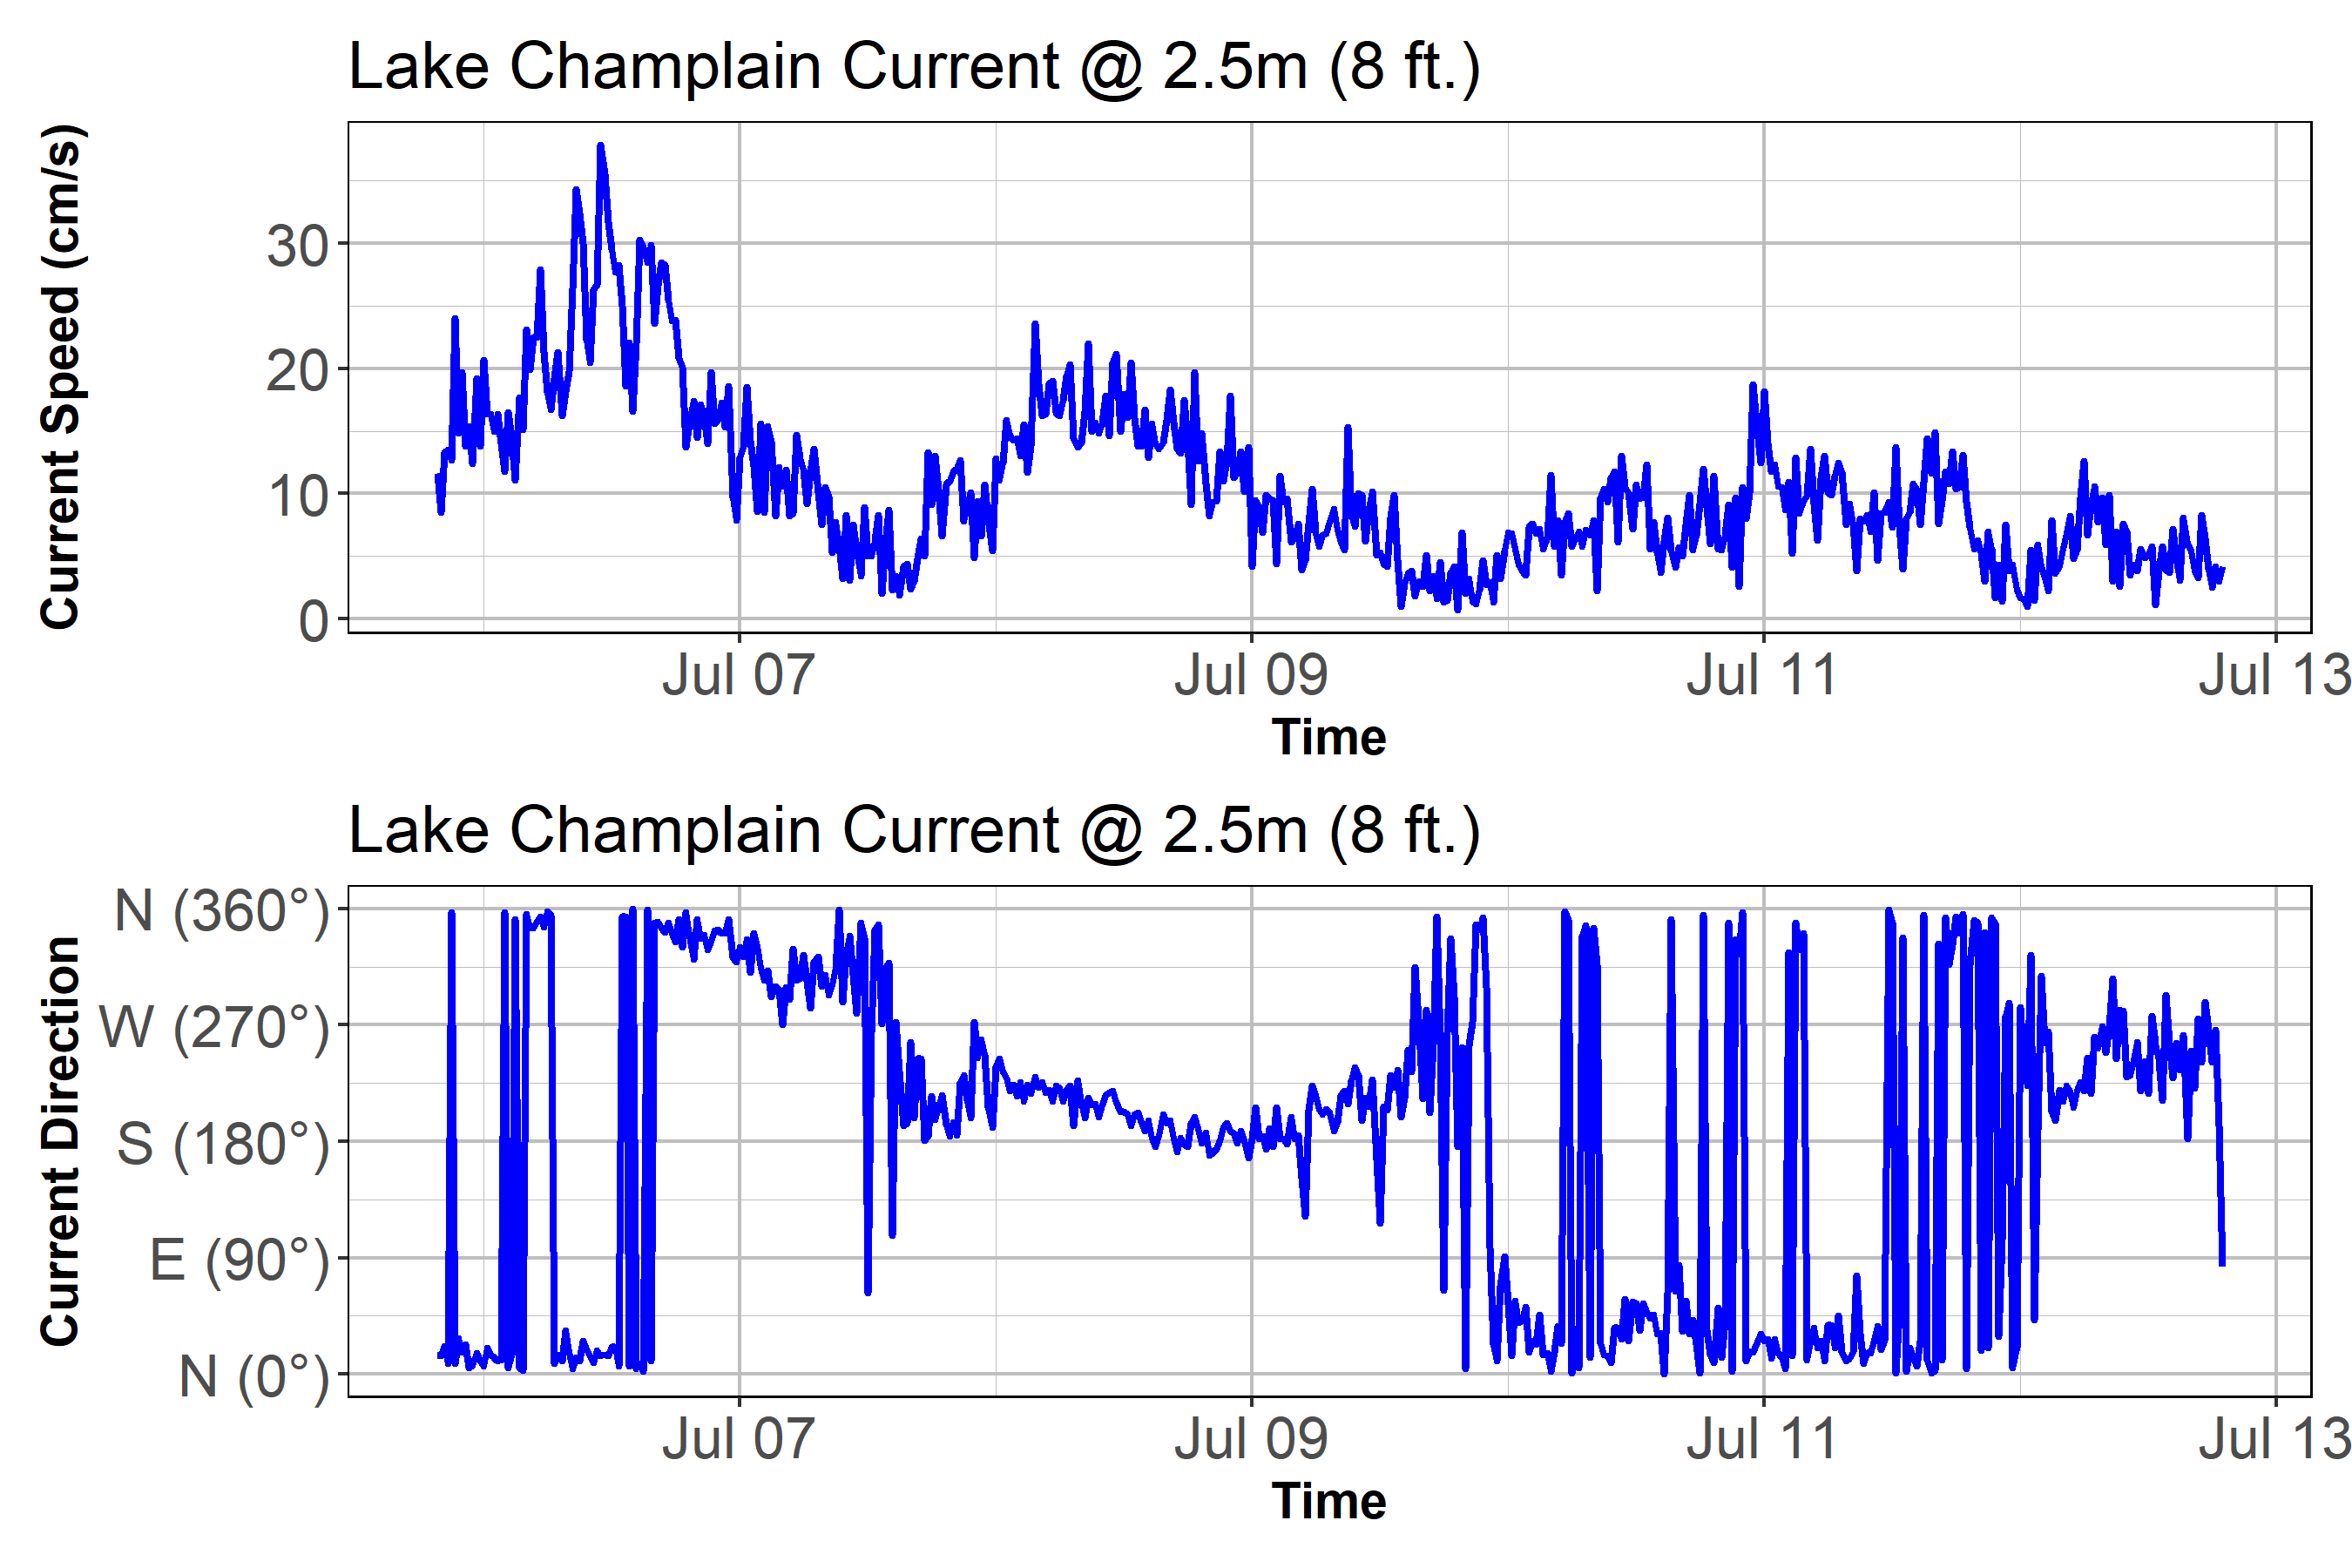 Lake Champlain Current @ 2.5m (8 ft.)
Current Speed (cm/s)
30
20
10
0
Jul 07 Jul 09 Jul 11 Jul 13
Time
Lake Champlain Current @ 2.5m (8 ft.)
Current Direction
N (360°)
W (270°)
S (180°)
E (90°)
N (0°)
Jul 07 Jul 09 Jul 11 Jul 13
Time